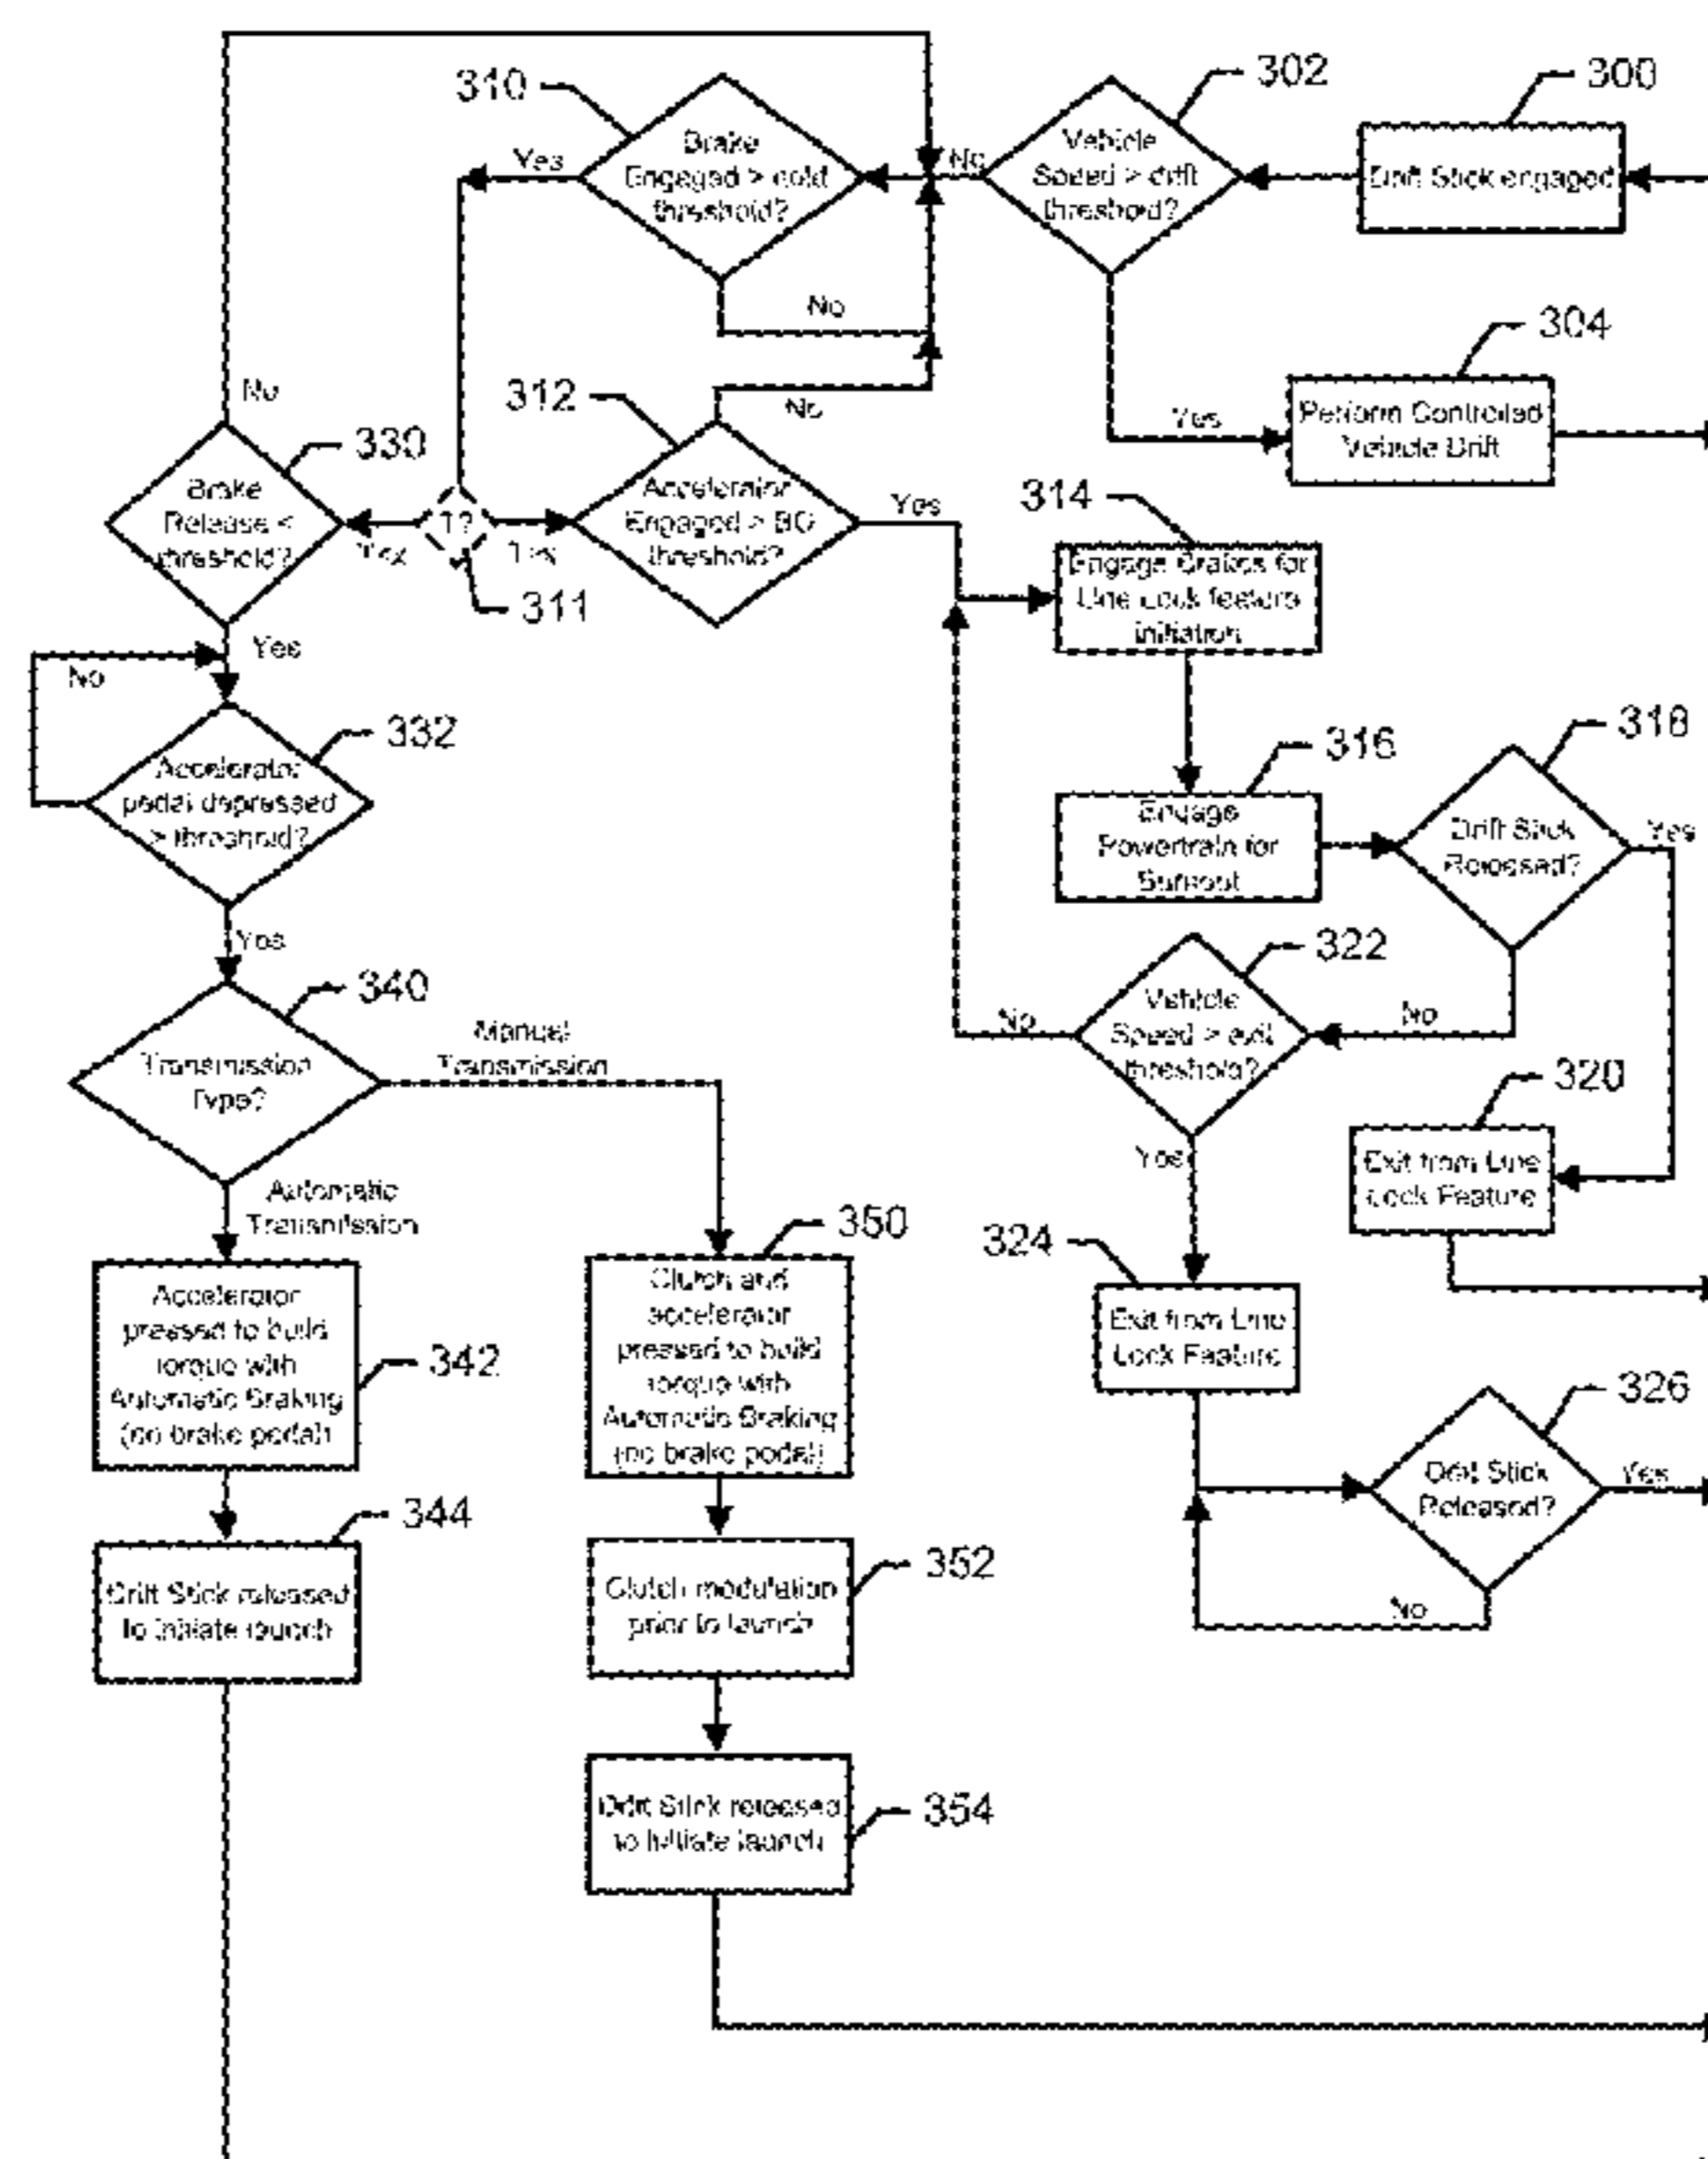 310
Brake
Engaged >
threshold?
Yes
No
302
Vehicle
Speed > drift
threshold?
No
Yes
300
Drift Stick engaged
304
Perform Controlled
Vehicle Drift
No
330
Brake
Release <
threshold?
Yes
311
T?
312
Accelerator
Engaged > BO
threshold?
No
Yes
314
Engage Brakes for
Line Lock feature
initiation
No
332
Accelerator
pedal depressed
> threshold?
Yes
316
Engage
Powertrain for
Burnout
318
Drift Stick
Released?
Yes
No
322
Vehicle
Speed > exit
threshold?
No
Yes
340
Transmission
Type?
Manual
Transmission
Automatic
Transmission
320
Exit from Line
Lock Feature
324
Exit from Line
Lock Feature
342
Accelerator
pressed to build
torque with
Automatic Braking
(no brake pedal)
350
Clutch and
accelerator
pressed to build
torque with
Automatic Braking
(no brake pedal)
326
Drift Stick
Released?
Yes
No
344
Drift Stick released
to initiate launch
352
Clutch modulation
prior to launch
354
Drift Stick released
to initiate launch